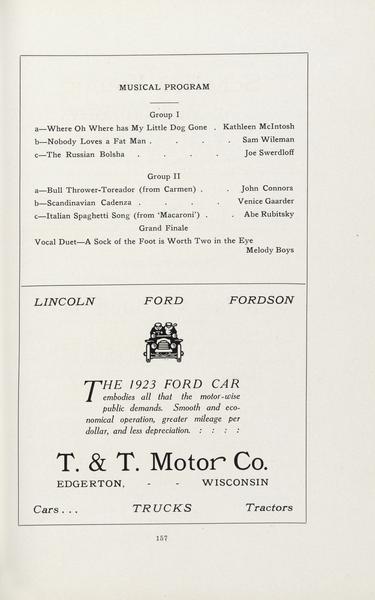 MUSICAL PROGRAM
Group I
a—Where Oh Where has My Little Dog Gone . Kathleen McIntosh
b—Nobody Loves a Fat Man . . . . Sam Wileman
c—The Russian Bolsha . . . . Joe Swerdloff
Group II
a—Bull Thrower-Toreador (from Carmen) . . John Connors
b—Scandinavian Cadenza . . . . Venice Gaarder
c—Italian Spaghetti Song (from 'Macaroni') . . Abe Rubitsky
Grand Finale
Vocal Duet—A Sock of the Foot is Worth Two in the Eye
Melody Boys
LINCOLN FORD FORDSON
THE 1923 FORD CAR
embodies all that the motor-wise
public demands. Smooth and eco-
nomical operation, greater mileage per
dollar, and less depreciation. : : : :
T. & T. Motor Co.
EDGERTON, - - WISCONSIN
Cars... TRUCKS Tractors
157